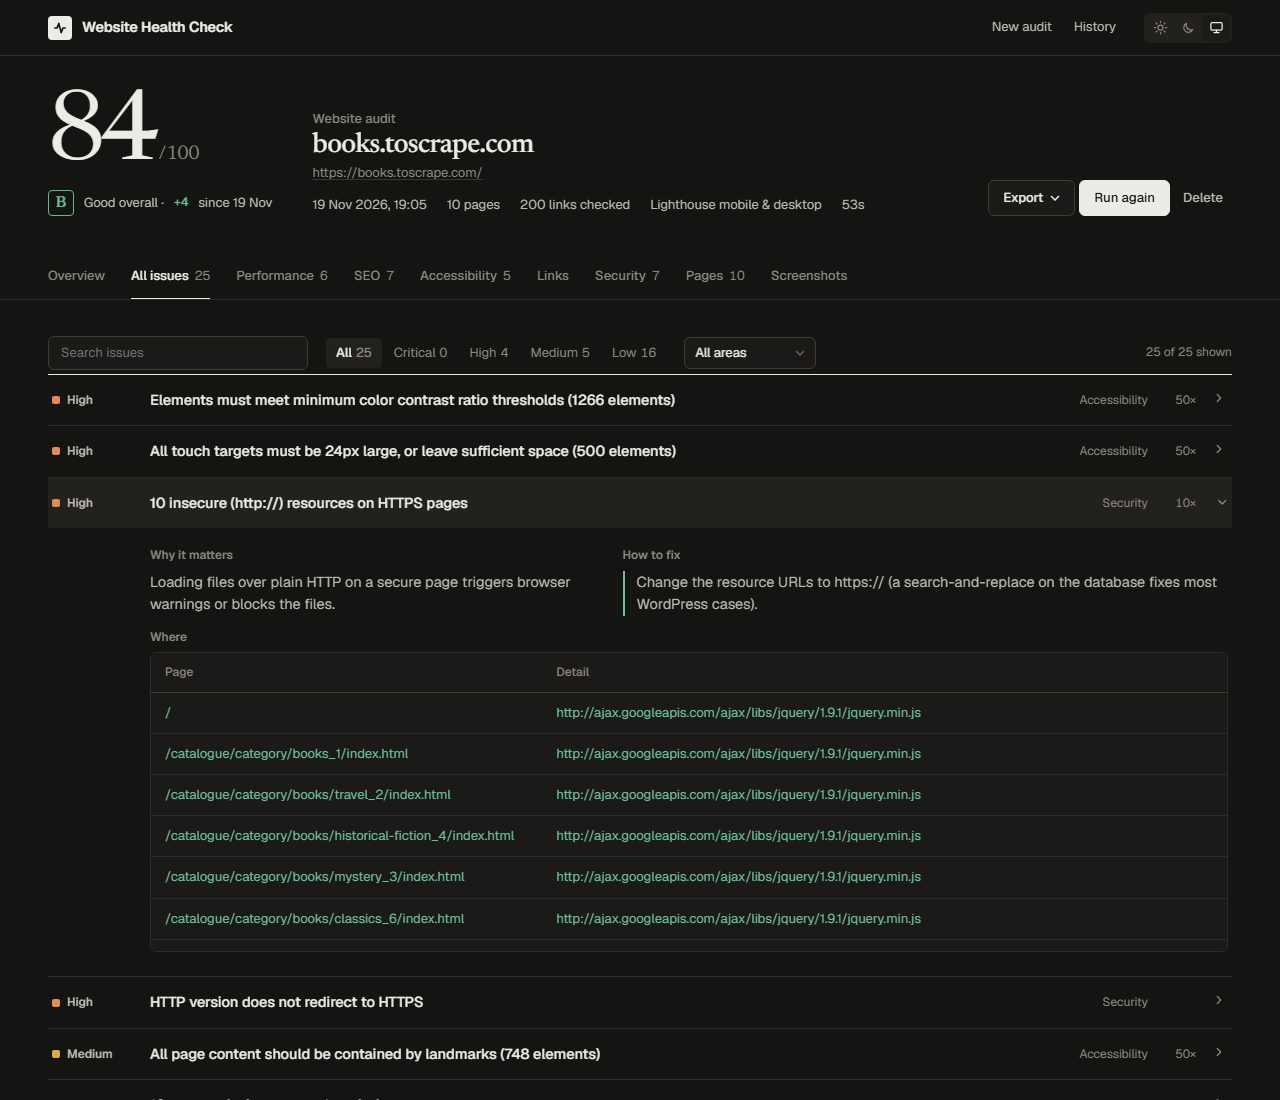 Website Health Check
New audit
History
84/100
Website audit
books.toscrape.com
https://books.toscrape.com/
B Good overall · +4 since 19 Nov
19 Nov 2026, 19:05 10 pages 200 links checked Lighthouse mobile & desktop 53s
Export
Run again
Delete
Overview All issues 25 Performance 6 SEO 7 Accessibility 5 Links Security 7 Pages 10 Screenshots
Search issues All 25 Critical 0 High 4 Medium 5 Low 16 All areas 25 of 25 shown
High Elements must meet minimum color contrast ratio thresholds (1266 elements) Accessibility 50×
High All touch targets must be 24px large, or leave sufficient space (500 elements) Accessibility 50×
High 10 insecure (http://) resources on HTTPS pages Security 10×
Why it matters
Loading files over plain HTTP on a secure page triggers browser
warnings or blocks the files.
How to fix
Change the resource URLs to https:// (a search-and-replace on the database fixes most
WordPress cases).
Where
Page Detail
/ http://ajax.googleapis.com/ajax/libs/jquery/1.9.1/jquery.min.js
/catalogue/category/books_1/index.html http://ajax.googleapis.com/ajax/libs/jquery/1.9.1/jquery.min.js
/catalogue/category/books/travel_2/index.html http://ajax.googleapis.com/ajax/libs/jquery/1.9.1/jquery.min.js
/catalogue/category/books/historical-fiction_4/index.html http://ajax.googleapis.com/ajax/libs/jquery/1.9.1/jquery.min.js
/catalogue/category/books/mystery_3/index.html http://ajax.googleapis.com/ajax/libs/jquery/1.9.1/jquery.min.js
/catalogue/category/books/classics_6/index.html http://ajax.googleapis.com/ajax/libs/jquery/1.9.1/jquery.min.js
High HTTP version does not redirect to HTTPS Security
Medium All page content should be contained by landmarks (748 elements) Accessibility 50×